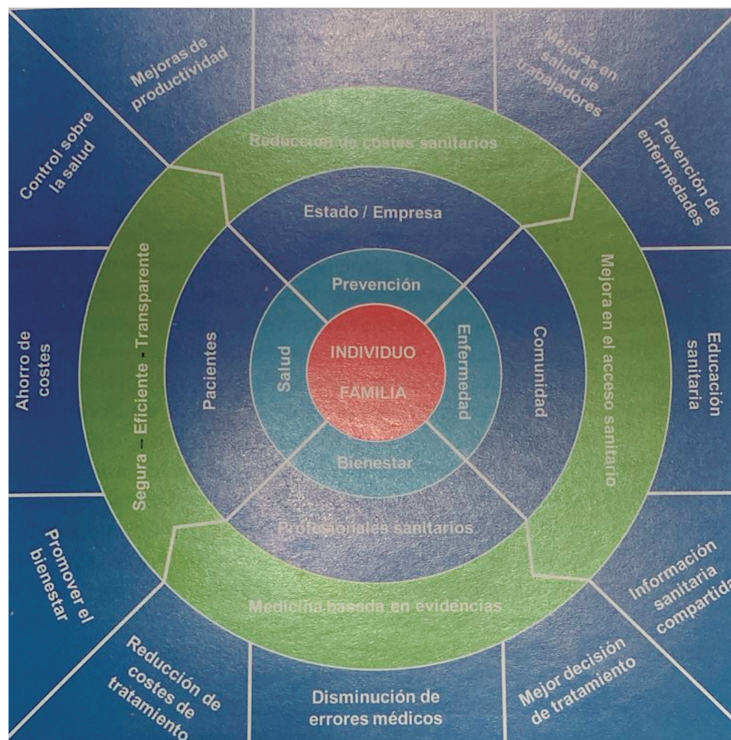 Mejoras de
productividad
Mejoras en
salud de
trabajadores
Control sobre
la salud
Prevención de
enfermedades
Reducción de costes sanitarios
Estado / Empresa
Prevención
Segura – Eficiente - Transparente
Pacientes
Salud
INDIVIDUO
FAMILIA
Enfermedad
Comunidad
Mejora en el acceso sanitario
Ahorro de
costes
Educación
sanitaria
Bienestar
Profesionales sanitarios
Medicina basada en evidencias
Promover el
bienestar
Reducción de
costes de
tratamiento
Disminución de
errores médicos
Mejor decisión
de tratamiento
Información
sanitaria
compartida